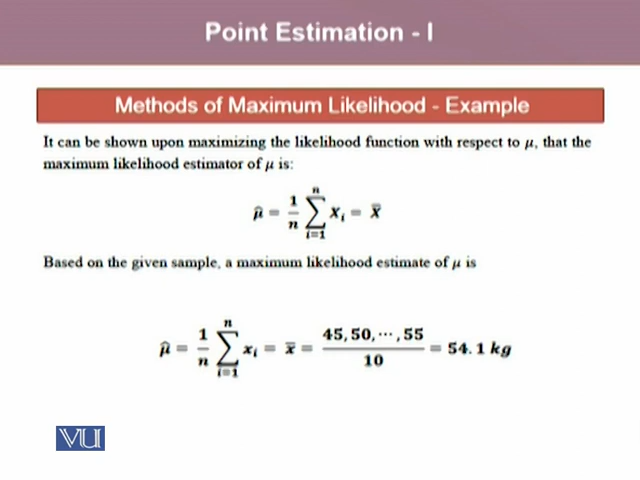 Point Estimation - I
Methods of Maximum Likelihood - Example
It can be shown upon maximizing the likelihood function with respect to μ, that the
maximum likelihood estimator of μ is:
μ̂ = 1/n ∑_{i=1}^{n} x_i = x̄
Based on the given sample, a maximum likelihood estimate of μ is
μ̂ = 1/n ∑_{i=1}^{n} x_i = x̄ = 45, 50, ⋯, 55/10 = 54. 1 kg
VU